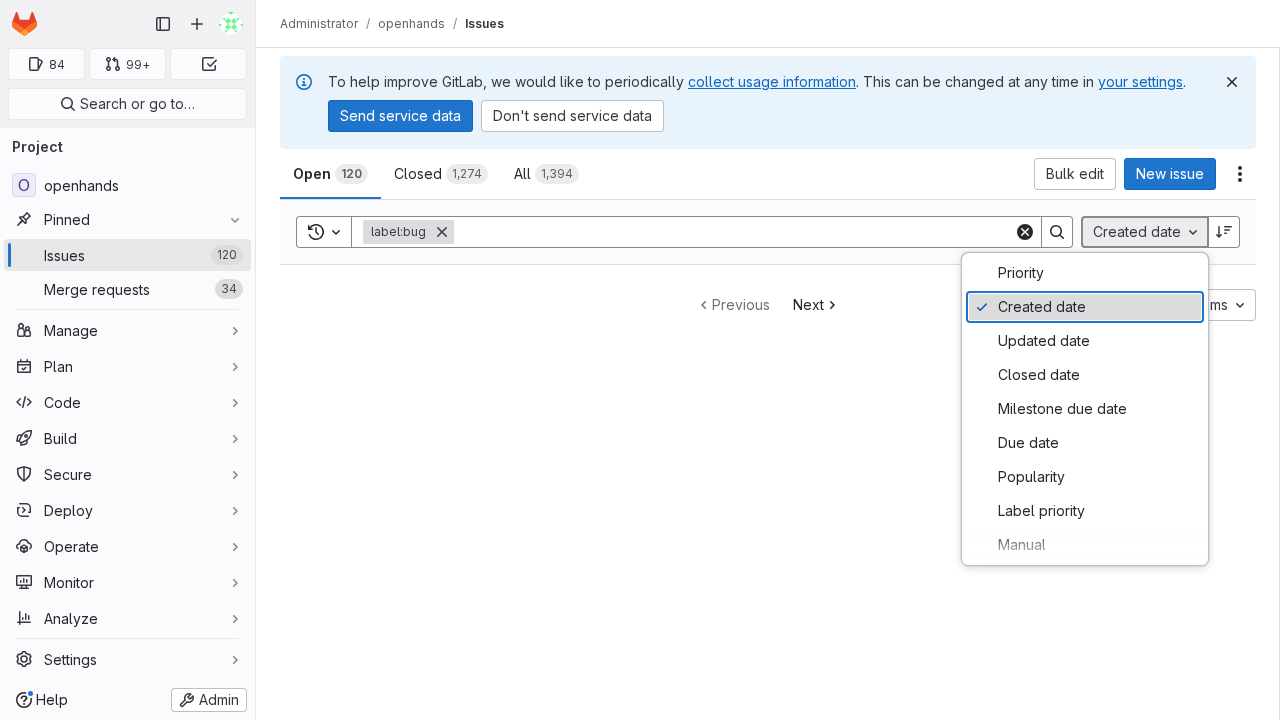 84
99+
Search or go to…
Project
O
openhands
Pinned
Issues
120
Merge requests
34
Manage
Plan
Code
Build
Secure
Deploy
Operate
Monitor
Analyze
Settings
Help
Admin
Administrator / openhands / Issues
To help improve GitLab, we would like to periodically collect usage information. This can be changed at any time in your settings.
Send service data
Don't send service data
Open 120
Closed 1,274
All 1,394
Bulk edit
New issue
label:bug
Created date
Priority
Created date
Updated date
Closed date
Milestone due date
Due date
Popularity
Label priority
Manual
Previous
Next